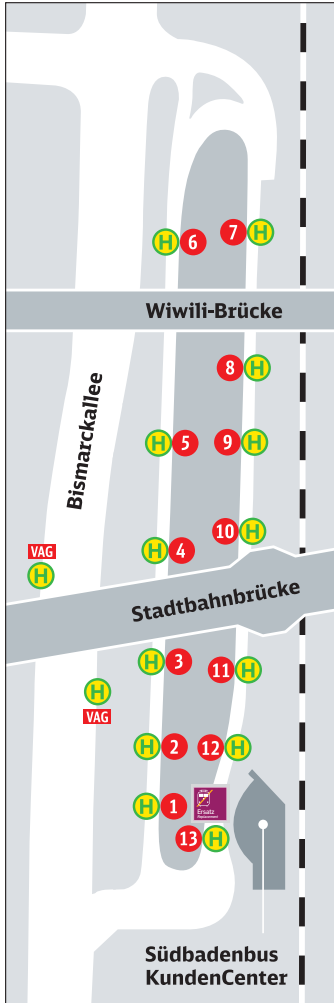 H 6
7 H
Wiwili-Brücke
8 H
Bismarckallee
H 5
9 H
10 H
H 4
VAG
H
Stadtbahnbrücke
H 3
11 H
H
VAG
H 2
12 H
H 1
Ersatz
Replacement
13 H
Südbadenbus
KundenCenter